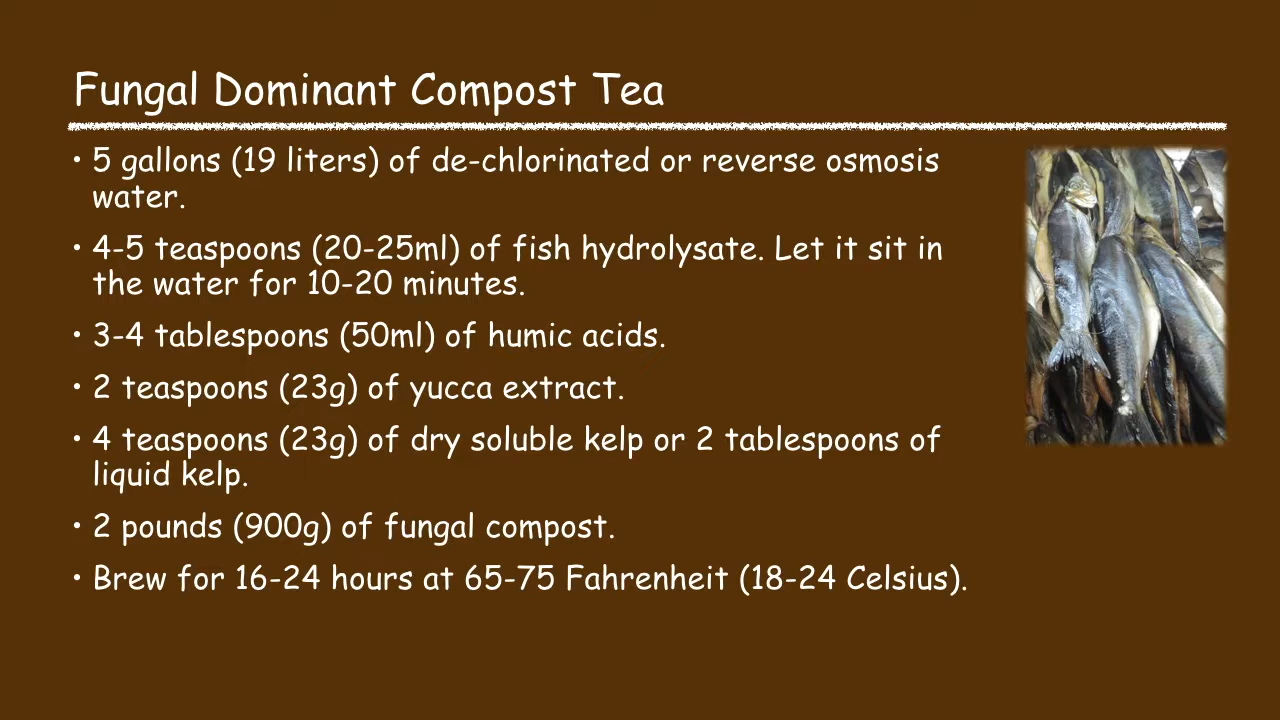 Fungal Dominant Compost Tea
• 5 gallons (19 liters) of de-chlorinated or reverse osmosis
water.
• 4-5 teaspoons (20-25ml) of fish hydrolysate. Let it sit in
the water for 10-20 minutes.
• 3-4 tablespoons (50ml) of humic acids.
• 2 teaspoons (23g) of yucca extract.
• 4 teaspoons (23g) of dry soluble kelp or 2 tablespoons of
liquid kelp.
• 2 pounds (900g) of fungal compost.
• Brew for 16-24 hours at 65-75 Fahrenheit (18-24 Celsius).